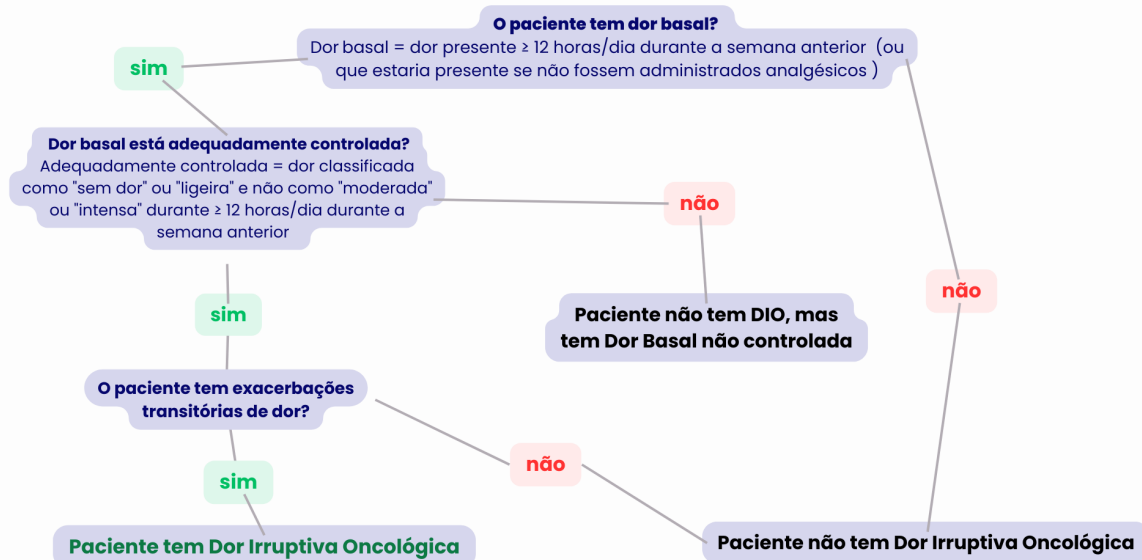 O paciente tem dor basal?
Dor basal = dor presente ≥ 12 horas/dia durante a semana anterior (ou
que estaria presente se não fossem administrados analgésicos )
sim
Dor basal está adequadamente controlada?
Adequadamente controlada = dor classificada
como "sem dor" ou "ligeira" e não como "moderada"
ou "intensa" durante ≥ 12 horas/dia durante a
semana anterior
não
não
sim
Paciente não tem DIO, mas
tem Dor Basal não controlada
O paciente tem exacerbações
transitórias de dor?
não
sim
Paciente tem Dor Irruptiva Oncológica
Paciente não tem Dor Irruptiva Oncológica